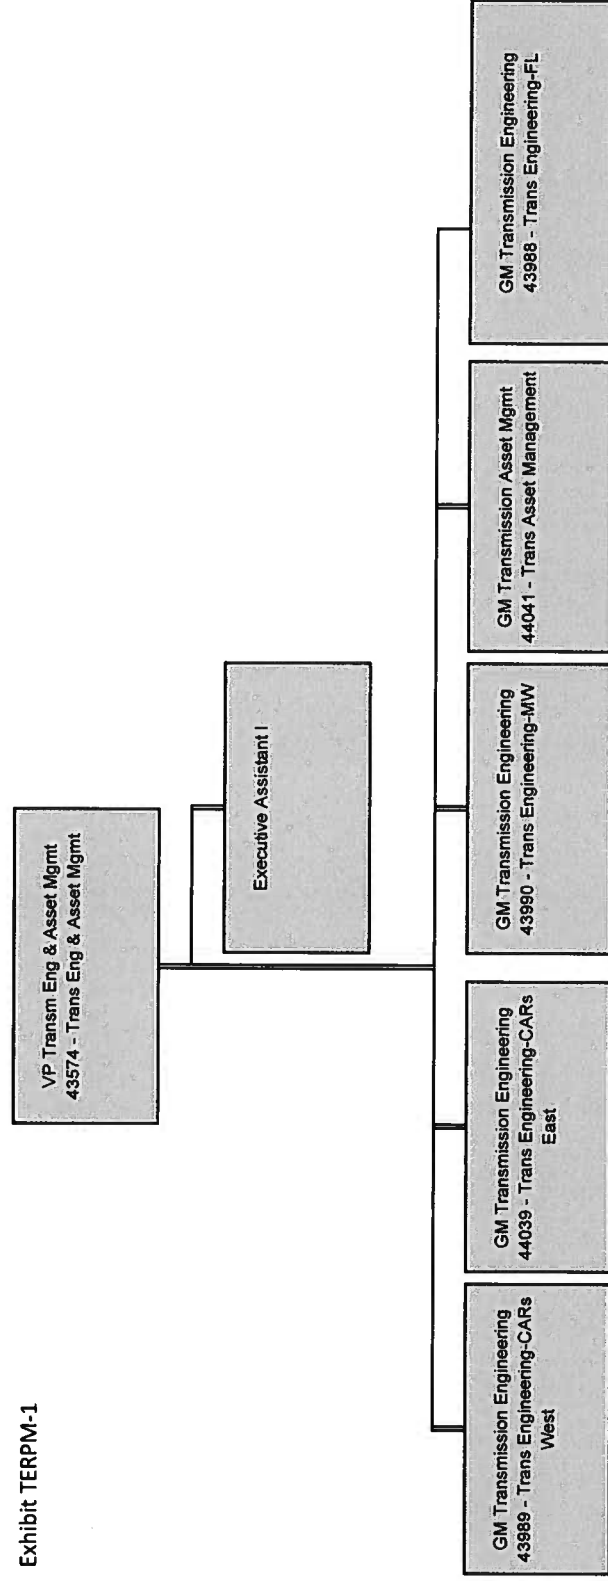 Exhibit TERPM-1
VP Transm Eng & Asset Mgmt
43574 - Trans Eng & Asset Mgmt
Executive Assistant I
GM Transmission Engineering
43989 - Trans Engineering-CARs
West
GM Transmission Engineering
44039 - Trans Engineering-CARs
East
GM Transmission Engineering
43990 - Trans Engineering-MW
GM Transmission Asset Mgmt
44041 - Trans Asset Management
GM Transmission Engineering
43988 - Trans Engineering-FL